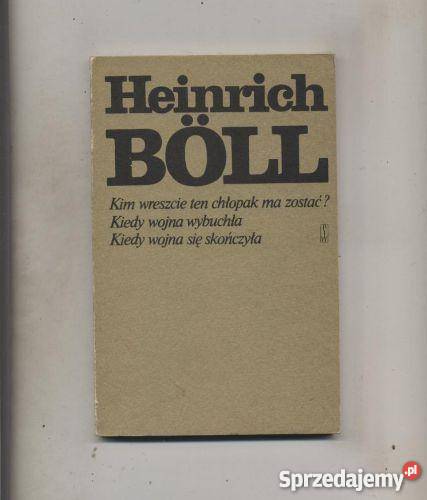 Heinrich
BÖLL
Kim wreszcie ten chłopak ma zostać?
Kiedy wojna wybuchła
Kiedy wojna się skończyła
Sprzedajemy.pl